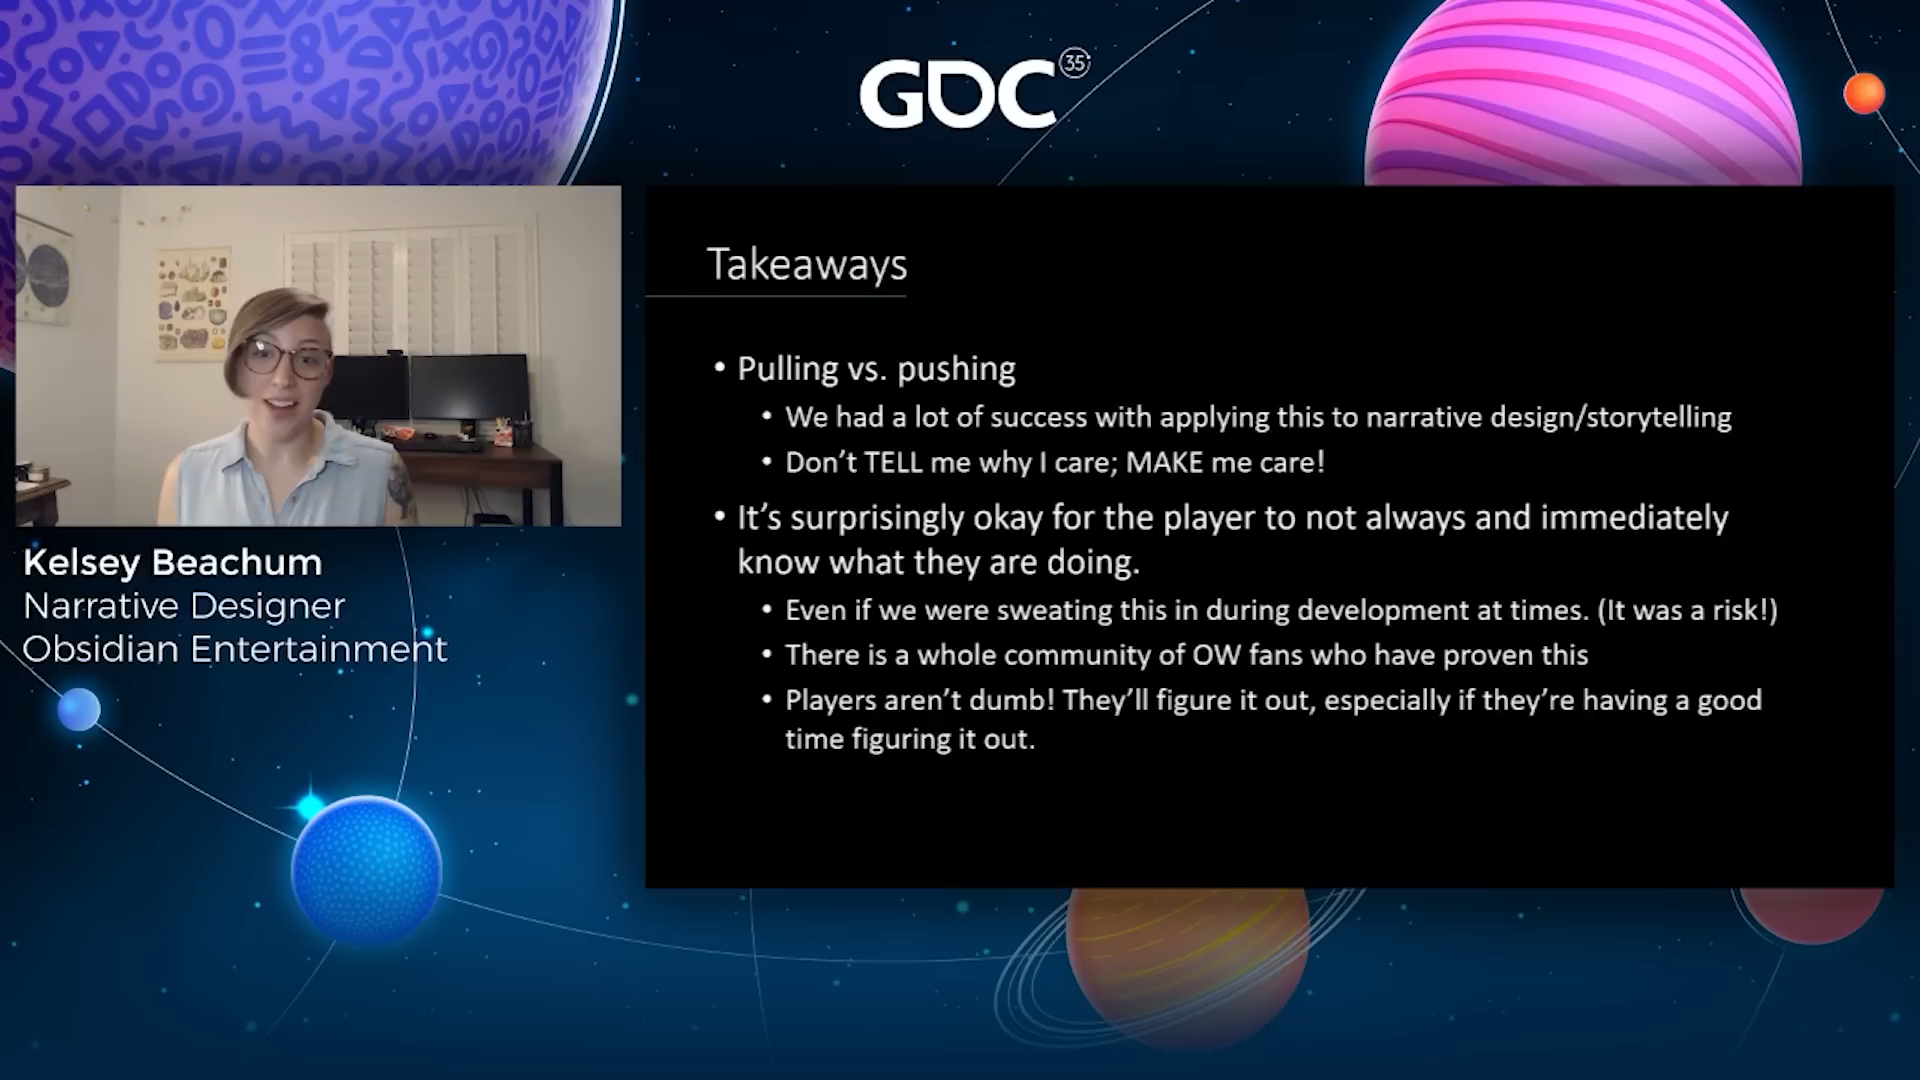 GDC 35
Kelsey Beachum
Narrative Designer
Obsidian Entertainment
Takeaways
• Pulling vs. pushing
• We had a lot of success with applying this to narrative design/storytelling
• Don’t TELL me why I care; MAKE me care!
• It’s surprisingly okay for the player to not always and immediately
know what they are doing.
• Even if we were sweating this in during development at times. (It was a risk!)
• There is a whole community of OW fans who have proven this
• Players aren’t dumb! They’ll figure it out, especially if they’re having a good
time figuring it out.